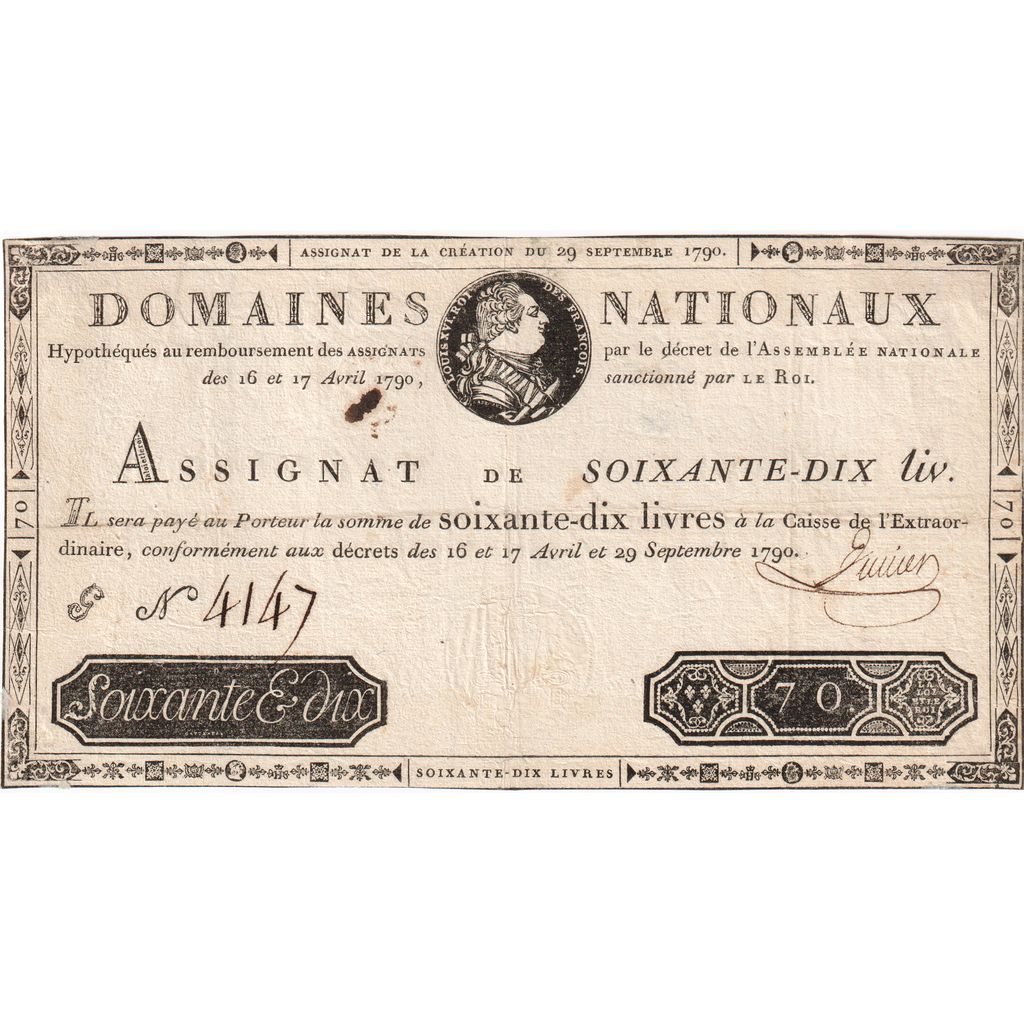 ASSIGNAT DE LA CRÉATION DU 29 SEPTEMBRE 1790.
DOMAINES NATIONAUX
LOUIS XVI. ROI DES FRANÇOIS
Hypothéqués au remboursement des ASSIGNATS par le décret de l'ASSEMBLÉE NATIONALE
des 16 et 17 Avril 1790, sanctionné par LE ROI.
ASSIGNAT DE SOIXANTE-DIX liv.
IL sera payé au Porteur la somme de soixante-dix livres à la Caisse de l'Extraor-
dinaire, conformément aux décrets des 16 et 17 Avril et 29 Septembre 1790.
70
70
N° 4147
Soixante & dix
70.
LA LOI ET LE ROI
SOIXANTE-DIX LIVRES